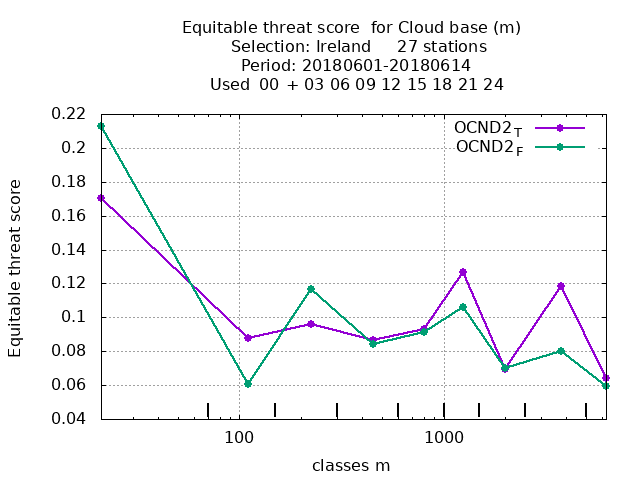 Equitable threat score  for Cloud base (m)
Selection: Ireland     27 stations
Period: 20180601-20180614
Used  00 + 03 06 09 12 15 18 21 24
OCND2T
OCND2F
Equitable threat score
0.22
0.2
0.18
0.16
0.14
0.12
0.1
0.08
0.06
0.04
100
1000
classes m